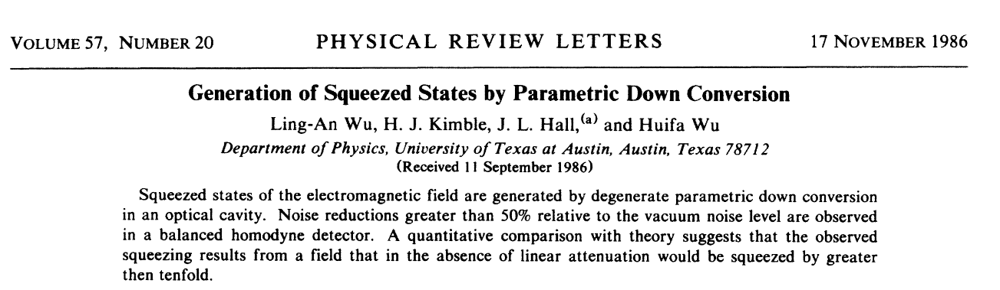 VOLUME 57, NUMBER 20 PHYSICAL REVIEW LETTERS 17 NOVEMBER 1986
Generation of Squeezed States by Parametric Down Conversion
Ling-An Wu, H. J. Kimble, J. L. Hall,(a) and Huifa Wu
Department of Physics, University of Texas at Austin, Austin, Texas 78712
(Received 11 September 1986)
Squeezed states of the electromagnetic field are generated by degenerate parametric down conversion
in an optical cavity. Noise reductions greater than 50% relative to the vacuum noise level are observed
in a balanced homodyne detector. A quantitative comparison with theory suggests that the observed
squeezing results from a field that in the absence of linear attenuation would be squeezed by greater
then tenfold.